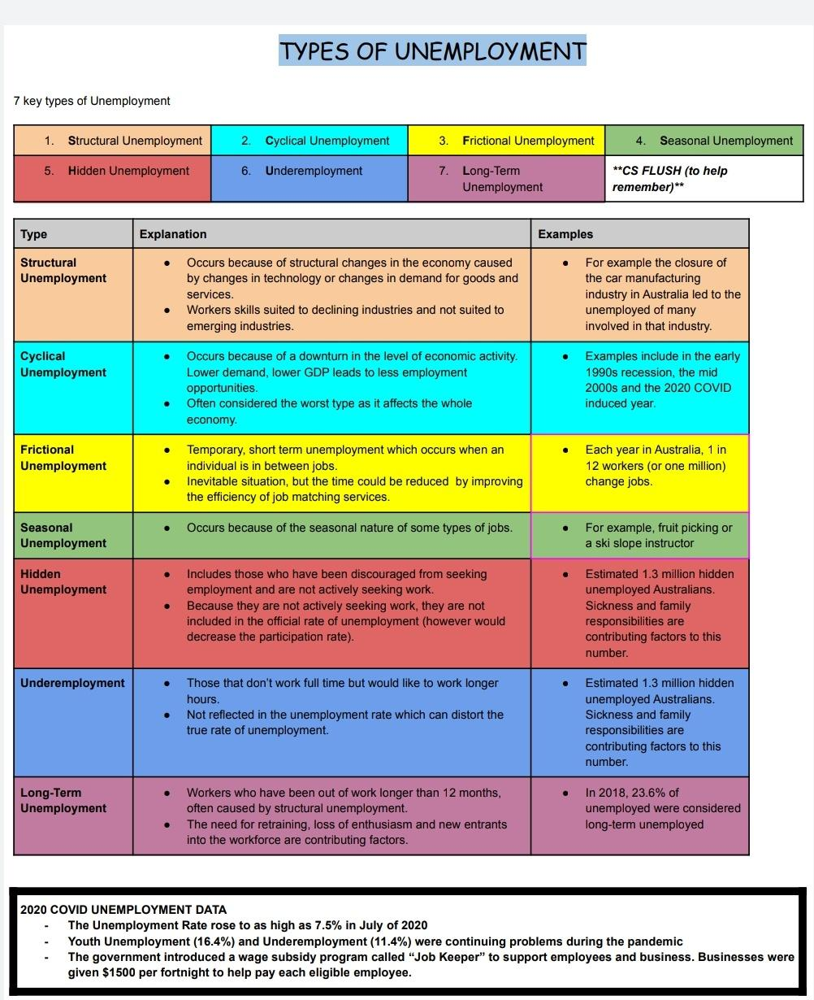 TYPES OF UNEMPLOYMENT
7 key types of Unemployment
1. Structural Unemployment
2. Cyclical Unemployment
3. Frictional Unemployment
4. Seasonal Unemployment
5. Hidden Unemployment
6. Underemployment
7. Long-Term
Unemployment
**CS FLUSH (to help
remember)**
Type
Explanation
Examples
Structural
Unemployment
● Occurs because of structural changes in the economy caused
by changes in technology or changes in demand for goods and
services.
● Workers skills suited to declining industries and not suited to
emerging industries.
● For example the closure of
the car manufacturing
industry in Australia led to the
unemployed of many
involved in that industry.
Cyclical
Unemployment
● Occurs because of a downturn in the level of economic activity.
Lower demand, lower GDP leads to less employment
opportunities.
● Often considered the worst type as it affects the whole
economy.
● Examples include in the early
1990s recession, the mid
2000s and the 2020 COVID
induced year.
Frictional
Unemployment
● Temporary, short term unemployment which occurs when an
individual is in between jobs.
● Inevitable situation, but the time could be reduced by improving
the efficiency of job matching services.
● Each year in Australia, 1 in
12 workers (or one million)
change jobs.
Seasonal
Unemployment
● Occurs because of the seasonal nature of some types of jobs.
● For example, fruit picking or
a ski slope instructor
Hidden
Unemployment
● Includes those who have been discouraged from seeking
employment and are not actively seeking work.
● Because they are not actively seeking work, they are not
included in the official rate of unemployment (however would
decrease the participation rate).
● Estimated 1.3 million hidden
unemployed Australians.
Sickness and family
responsibilities are
contributing factors to this
number.
Underemployment
● Those that don’t work full time but would like to work longer
hours.
● Not reflected in the unemployment rate which can distort the
true rate of unemployment.
● Estimated 1.3 million hidden
unemployed Australians.
Sickness and family
responsibilities are
contributing factors to this
number.
Long-Term
Unemployment
● Workers who have been out of work longer than 12 months,
often caused by structural unemployment.
● The need for retraining, loss of enthusiasm and new entrants
into the workforce are contributing factors.
● In 2018, 23.6% of
unemployed were considered
long-term unemployed
2020 COVID UNEMPLOYMENT DATA
- The Unemployment Rate rose to as high as 7.5% in July of 2020
- Youth Unemployment (16.4%) and Underemployment (11.4%) were continuing problems during the pandemic
- The government introduced a wage subsidy program called “Job Keeper” to support employees and business. Businesses were
given $1500 per fortnight to help pay each eligible employee.